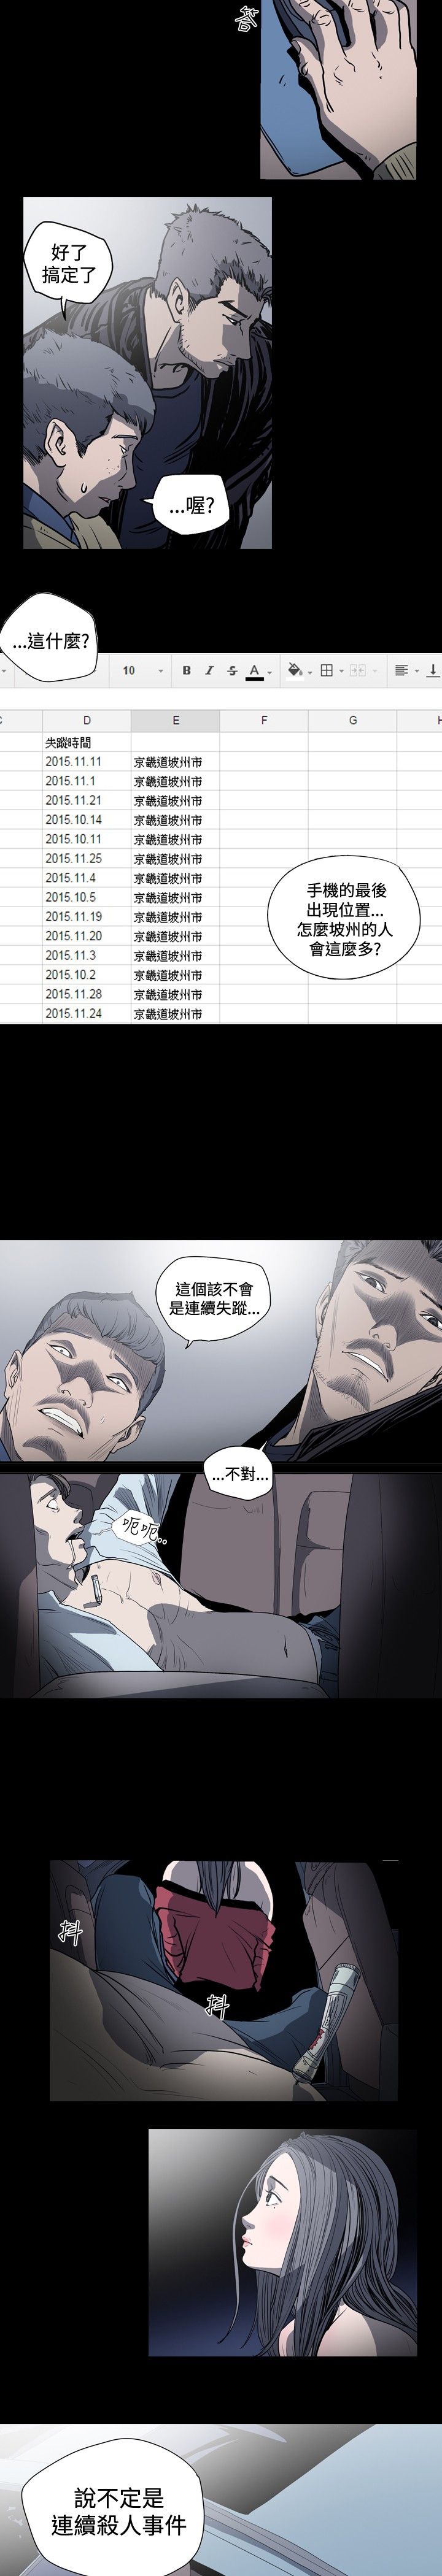 答
好了
搞定了
...喔?
...這什麼?
10 B I S A
C D E F G H
失蹤時間
2015.11.11 京畿道坡州市
2015.11.1 京畿道坡州市
2015.11.21 京畿道坡州市
2015.10.14 京畿道坡州市
2015.10.11 京畿道坡州市
2015.11.25 京畿道坡州市
2015.11.4 京畿道坡州市
2015.10.5 京畿道坡州市
2015.11.19 京畿道坡州市
2015.11.20 京畿道坡州市
2015.11.3 京畿道坡州市
2015.10.2 京畿道坡州市
2015.11.28 京畿道坡州市
2015.11.24 京畿道坡州市
手機的最後
出現位置...
怎麼坡州的人
會這麼多?
這個該不會
是連續失蹤...
...不對...
呃呃..
抖
抖
說不定是
連續殺人事件